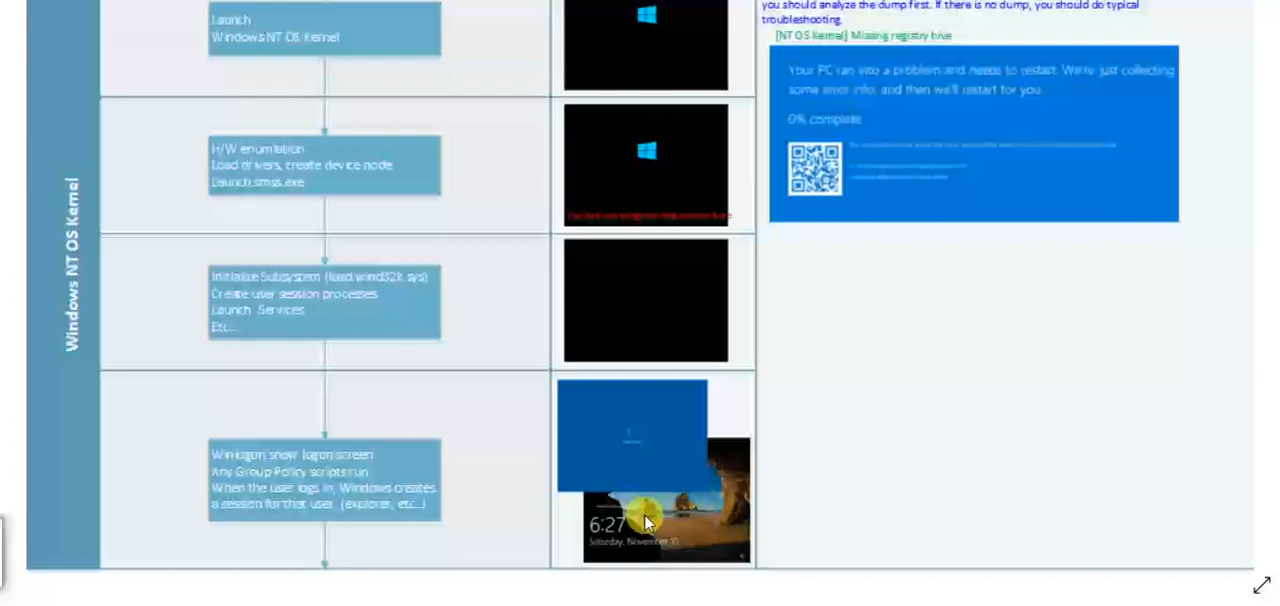 Launch
Windows NT OS Kernel
you should analyze the dump first. If there is no dump, you should do typical
troubleshooting.
[NT OS Kernel] Missing registry hive
Your PC ran into a problem and needs to restart. We're just collecting
some error info, and then we'll restart for you.
0% complete
H/W enumlation
Load drivers, create device node
Launch smss.exe
Windows NT OS Kernel
Initialize Subsystem (load wind32k.sys)
Create user session processes
Launch Services
Etc...
Winlogon show logon screen
Any Group Policy scripts run
When the user logs in, Windows creates
a session for that user (explorer, etc..)
6:27
Saturday, November 11